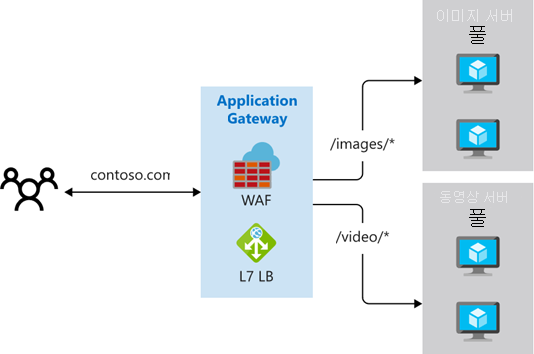 contoso.com
Application
Gateway
WAF
L7 LB
/images/*
/video/*
이미지 서버
풀
동영상 서버
풀